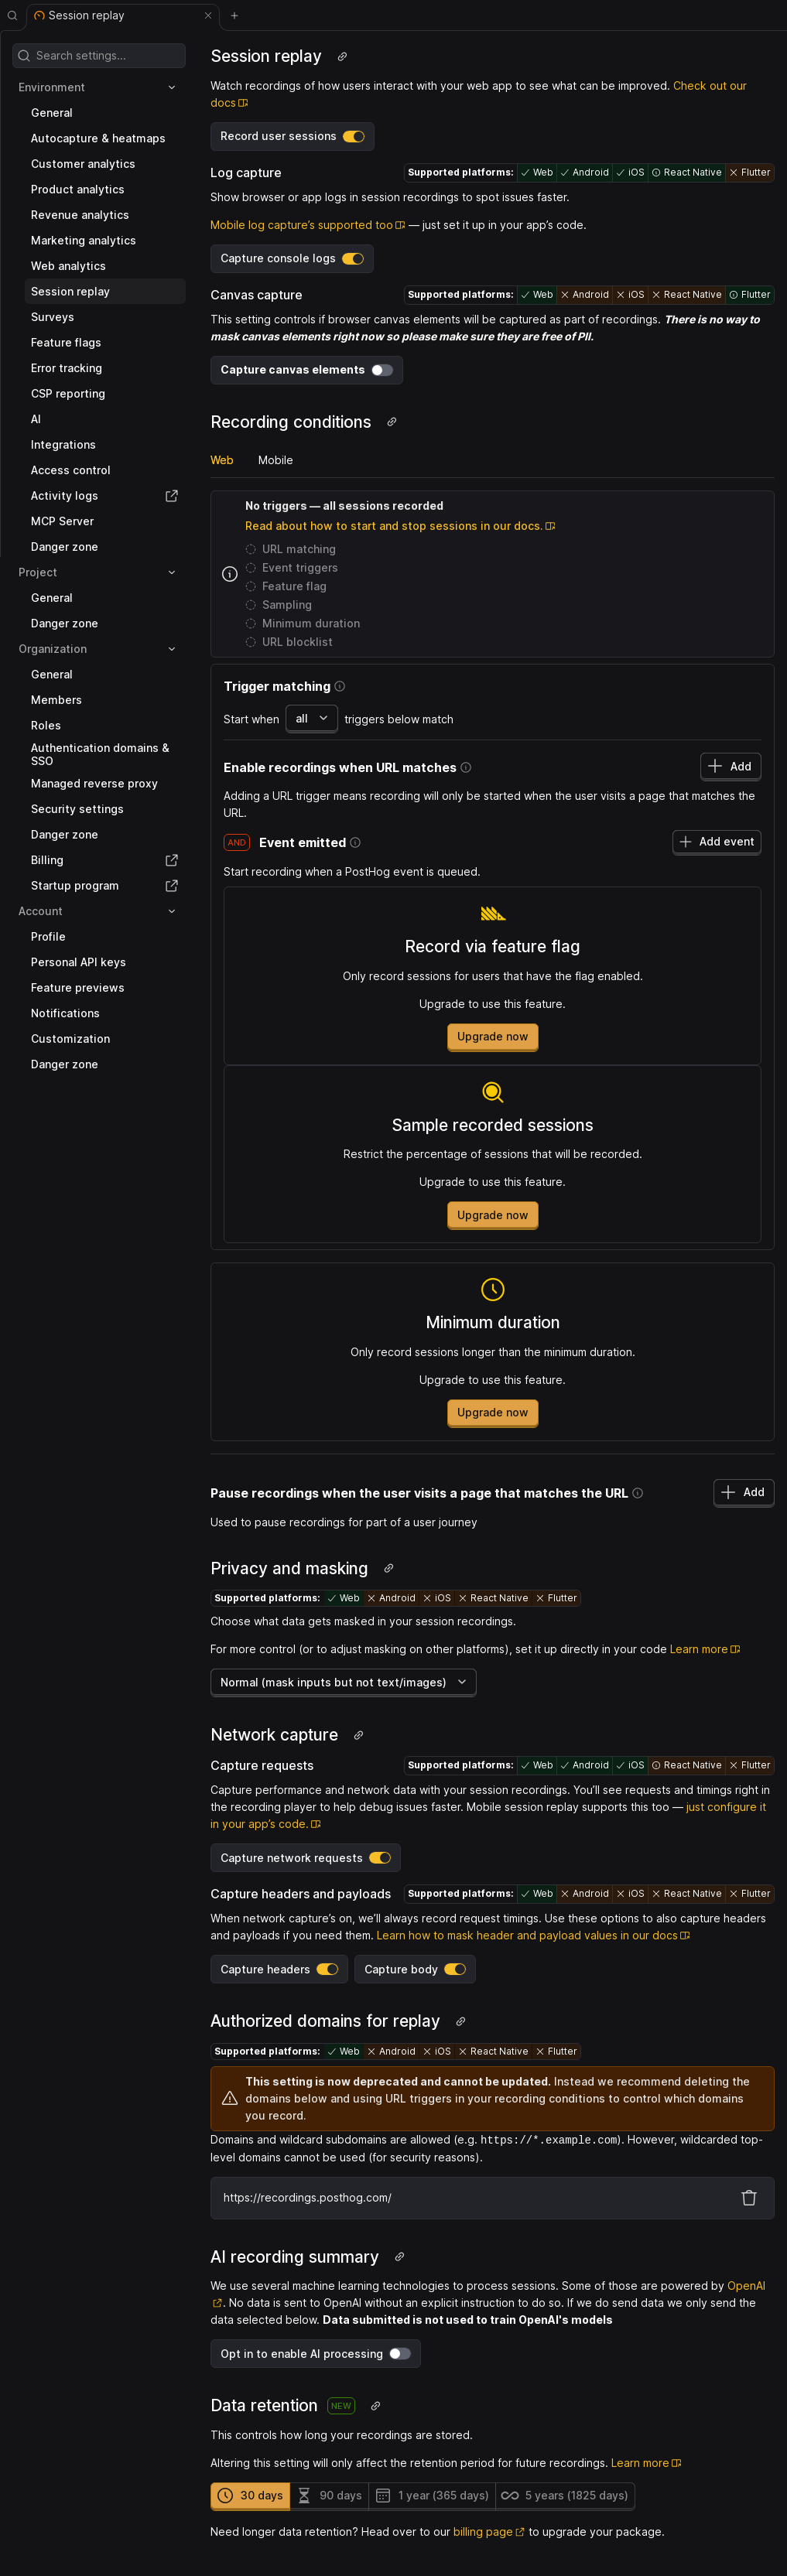 Session replay
Search settings...
Environment
General
Autocapture & heatmaps
Customer analytics
Product analytics
Revenue analytics
Marketing analytics
Web analytics
Session replay
Surveys
Feature flags
Error tracking
CSP reporting
AI
Integrations
Access control
Activity logs
MCP Server
Danger zone
Project
General
Danger zone
Organization
General
Members
Roles
Authentication domains &
SSO
Managed reverse proxy
Security settings
Danger zone
Billing
Startup program
Account
Profile
Personal API keys
Feature previews
Notifications
Customization
Danger zone
Session replay
Watch recordings of how users interact with your web app to see what can be improved. Check out our
docs
Record user sessions
Log capture
Supported platforms: Web Android iOS React Native Flutter
Show browser or app logs in session recordings to spot issues faster.
Mobile log capture's supported too — just set it up in your app's code.
Capture console logs
Canvas capture
Supported platforms: Web Android iOS React Native Flutter
This setting controls if browser canvas elements will be captured as part of recordings. There is no way to
mask canvas elements right now so please make sure they are free of PII.
Capture canvas elements
Recording conditions
Web Mobile
No triggers — all sessions recorded
Read about how to start and stop sessions in our docs.
URL matching
Event triggers
Feature flag
Sampling
Minimum duration
URL blocklist
Trigger matching
Start when all triggers below match
Enable recordings when URL matches
Add
Adding a URL trigger means recording will only be started when the user visits a page that matches the
URL.
AND Event emitted
Add event
Start recording when a PostHog event is queued.
Record via feature flag
Only record sessions for users that have the flag enabled.
Upgrade to use this feature.
Upgrade now
Sample recorded sessions
Restrict the percentage of sessions that will be recorded.
Upgrade to use this feature.
Upgrade now
Minimum duration
Only record sessions longer than the minimum duration.
Upgrade to use this feature.
Upgrade now
Pause recordings when the user visits a page that matches the URL
Add
Used to pause recordings for part of a user journey
Privacy and masking
Supported platforms: Web Android iOS React Native Flutter
Choose what data gets masked in your session recordings.
For more control (or to adjust masking on other platforms), set it up directly in your code Learn more
Normal (mask inputs but not text/images)
Network capture
Capture requests
Supported platforms: Web Android iOS React Native Flutter
Capture performance and network data with your session recordings. You'll see requests and timings right in
the recording player to help debug issues faster. Mobile session replay supports this too — just configure it
in your app's code.
Capture network requests
Capture headers and payloads
Supported platforms: Web Android iOS React Native Flutter
When network capture's on, we'll always record request timings. Use these options to also capture headers
and payloads if you need them. Learn how to mask header and payload values in our docs
Capture headers Capture body
Authorized domains for replay
Supported platforms: Web Android iOS React Native Flutter
This setting is now deprecated and cannot be updated. Instead we recommend deleting the
domains below and using URL triggers in your recording conditions to control which domains
you record.
Domains and wildcard subdomains are allowed (e.g. https://*.example.com). However, wildcarded top-
level domains cannot be used (for security reasons).
https://recordings.posthog.com/
AI recording summary
We use several machine learning technologies to process sessions. Some of those are powered by OpenAI
. No data is sent to OpenAI without an explicit instruction to do so. If we do send data we only send the
data selected below. Data submitted is not used to train OpenAI's models
Opt in to enable AI processing
Data retention NEW
This controls how long your recordings are stored.
Altering this setting will only affect the retention period for future recordings. Learn more
30 days 90 days 1 year (365 days) 5 years (1825 days)
Need longer data retention? Head over to our billing page to upgrade your package.